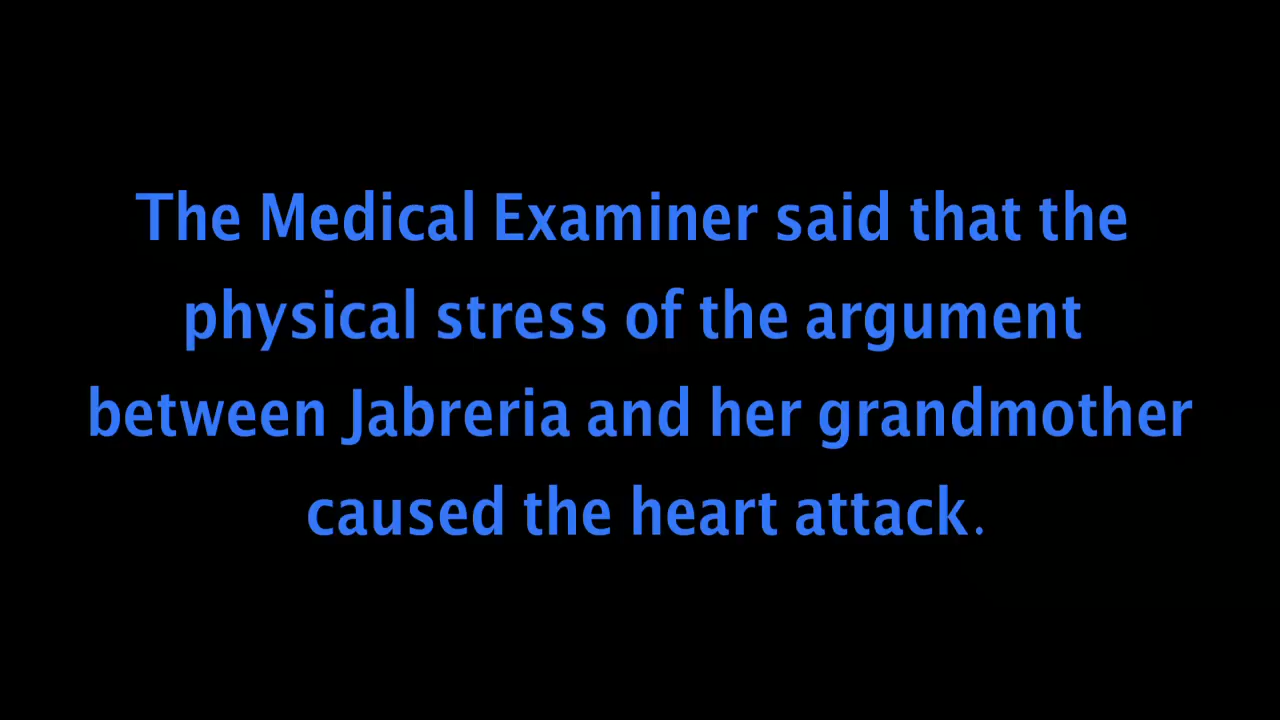 The Medical Examiner said that the
physical stress of the argument
between Jabreria and her grandmother
caused the heart attack.